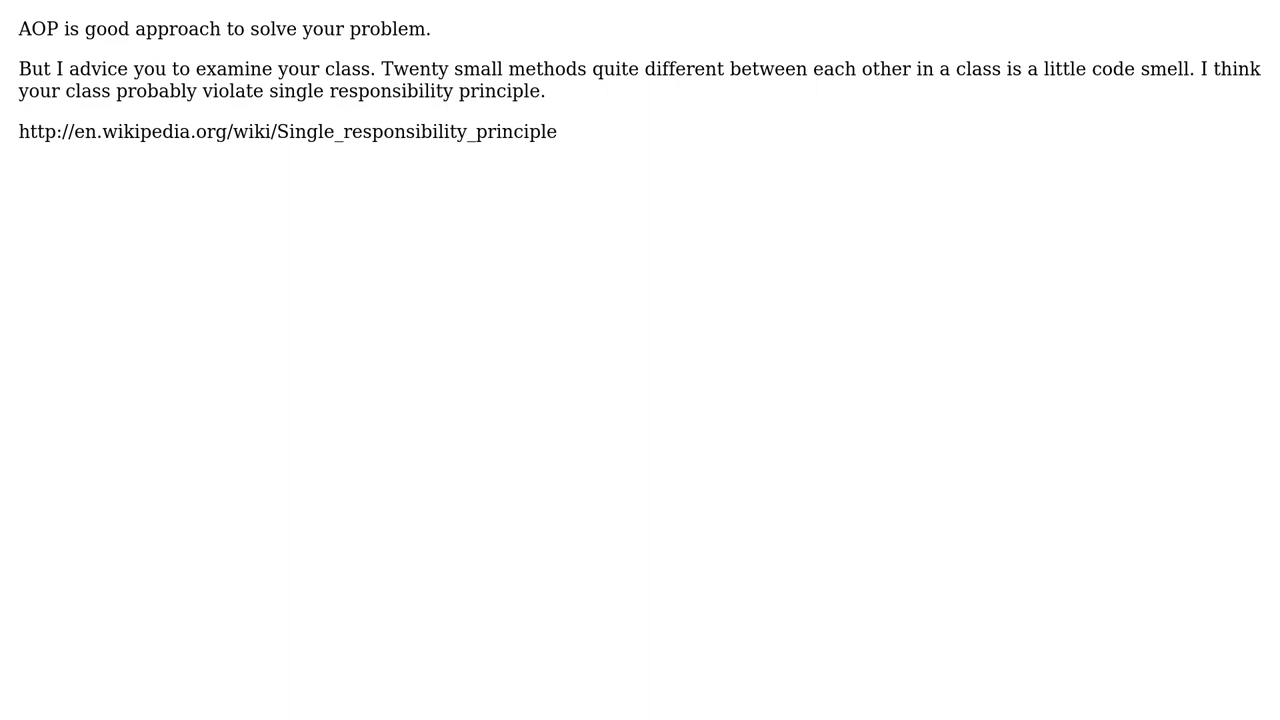 AOP is good approach to solve your problem.
But I advice you to examine your class. Twenty small methods quite different between each other in a class is a little code smell. I think
your class probably violate single responsibility principle.
http://en.wikipedia.org/wiki/Single_responsibility_principle